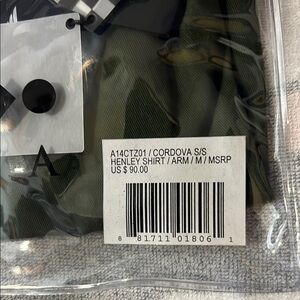 A
A14CTZ01 / CORDOVA S/S
HENLEY SHIRT / ARM / M / MSRP
US $ 90.00
8 81711 01806 1